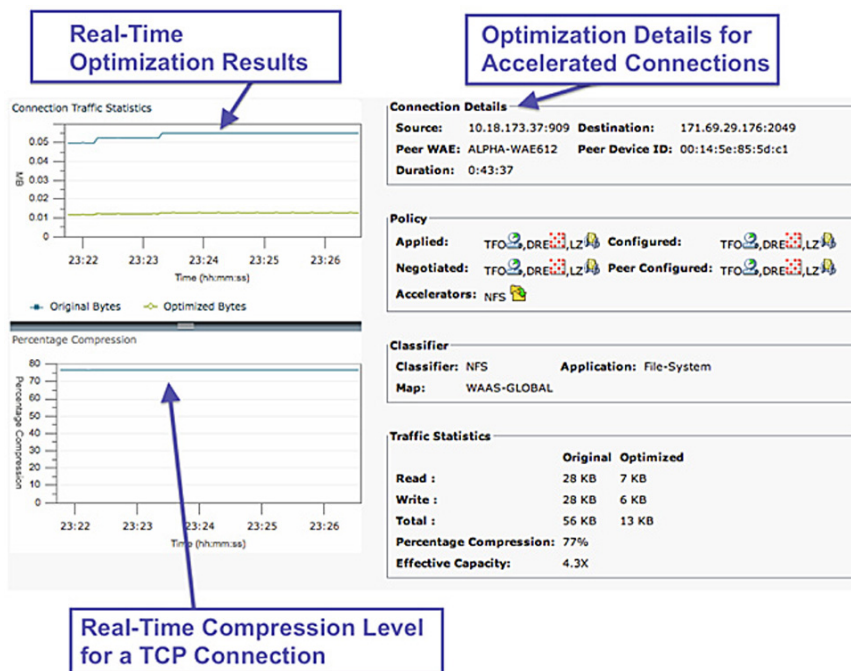 Real-Time
Optimization Results
Optimization Details for
Accelerated Connections
Connection Traffic Statistics
MB
0.05
0.04
0.03
0.02
0.01
0
23:22 23:23 23:24 23:25 23:26
Time (hh:mm:ss)
Original Bytes Optimized Bytes
Percentage Compression
Percentage Compression
80
70
60
50
40
30
20
10
0
23:22 23:23 23:24 23:25 23:26
Time (hh:mm:ss)
Connection Details
Source: 10.18.173.37:909 Destination: 171.69.29.176:2049
Peer WAE: ALPHA-WAE612 Peer Device ID: 00:14:5e:85:5d:c1
Duration: 0:43:37
Policy
Applied: TFO,DRE,LZ Configured: TFO,DRE,LZ
Negotiated: TFO,DRE,LZ Peer Configured: TFO,DRE,LZ
Accelerators: NFS
Classifier
Classifier: NFS Application: File-System
Map: WAAS-GLOBAL
Traffic Statistics
Original Optimized
Read : 28 KB 7 KB
Write : 28 KB 6 KB
Total : 56 KB 13 KB
Percentage Compression: 77%
Effective Capacity: 4.3X
Real-Time Compression Level
for a TCP Connection